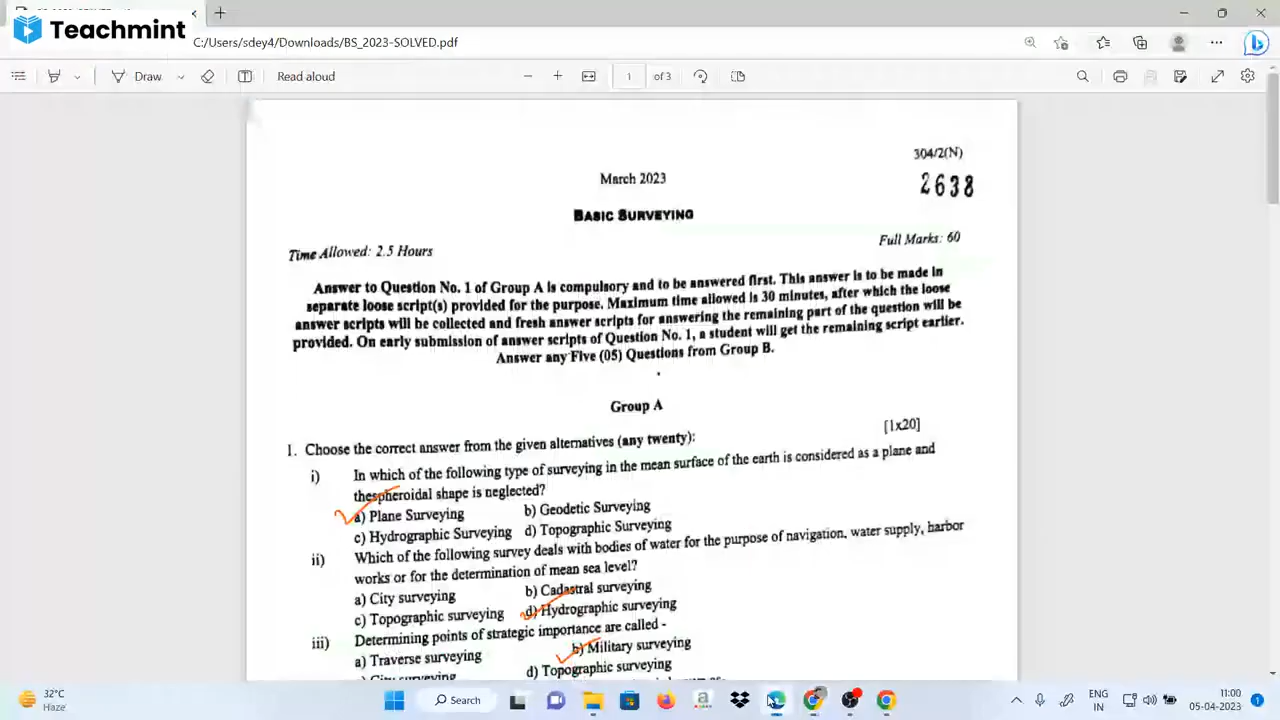 Teachmint
C:/Users/sdey4/Downloads/BS_2023-SOLVED.pdf
Draw
Read aloud
1
of 3
304/2(N)
2638
March 2023
BASIC SURVEYING
Time Allowed: 2.5 Hours
Full Marks: 60
Answer to Question No. 1 of Group A is compulsory and to be answered first. This answer is to be made in
separate loose script(s) provided for the purpose. Maximum time allowed is 30 minutes, after which the loose
answer scripts will be collected and fresh answer scripts for answering the remaining part of the question will be
provided. On early submission of answer scripts of Question No. 1, a student will get the remaining script earlier.
Answer any Five (05) Questions from Group B.
Group A
[1x20]
1. Choose the correct answer from the given alternatives (any twenty):
i) In which of the following type of surveying in the mean surface of the earth is considered as a plane and
thespheroidal shape is neglected?
a) Plane Surveying b) Geodetic Surveying
c) Hydrographic Surveying d) Topographic Surveying
ii) Which of the following survey deals with bodies of water for the purpose of navigation, water supply, harbor
works or for the determination of mean sea level?
a) City surveying b) Cadastral surveying
c) Topographic surveying d) Hydrographic surveying
iii) Determining points of strategic importance are called -
a) Traverse surveying b) Military surveying
d) Topographic surveying
32°C
Haze
Search
ENG
IN
05-04-2023
1